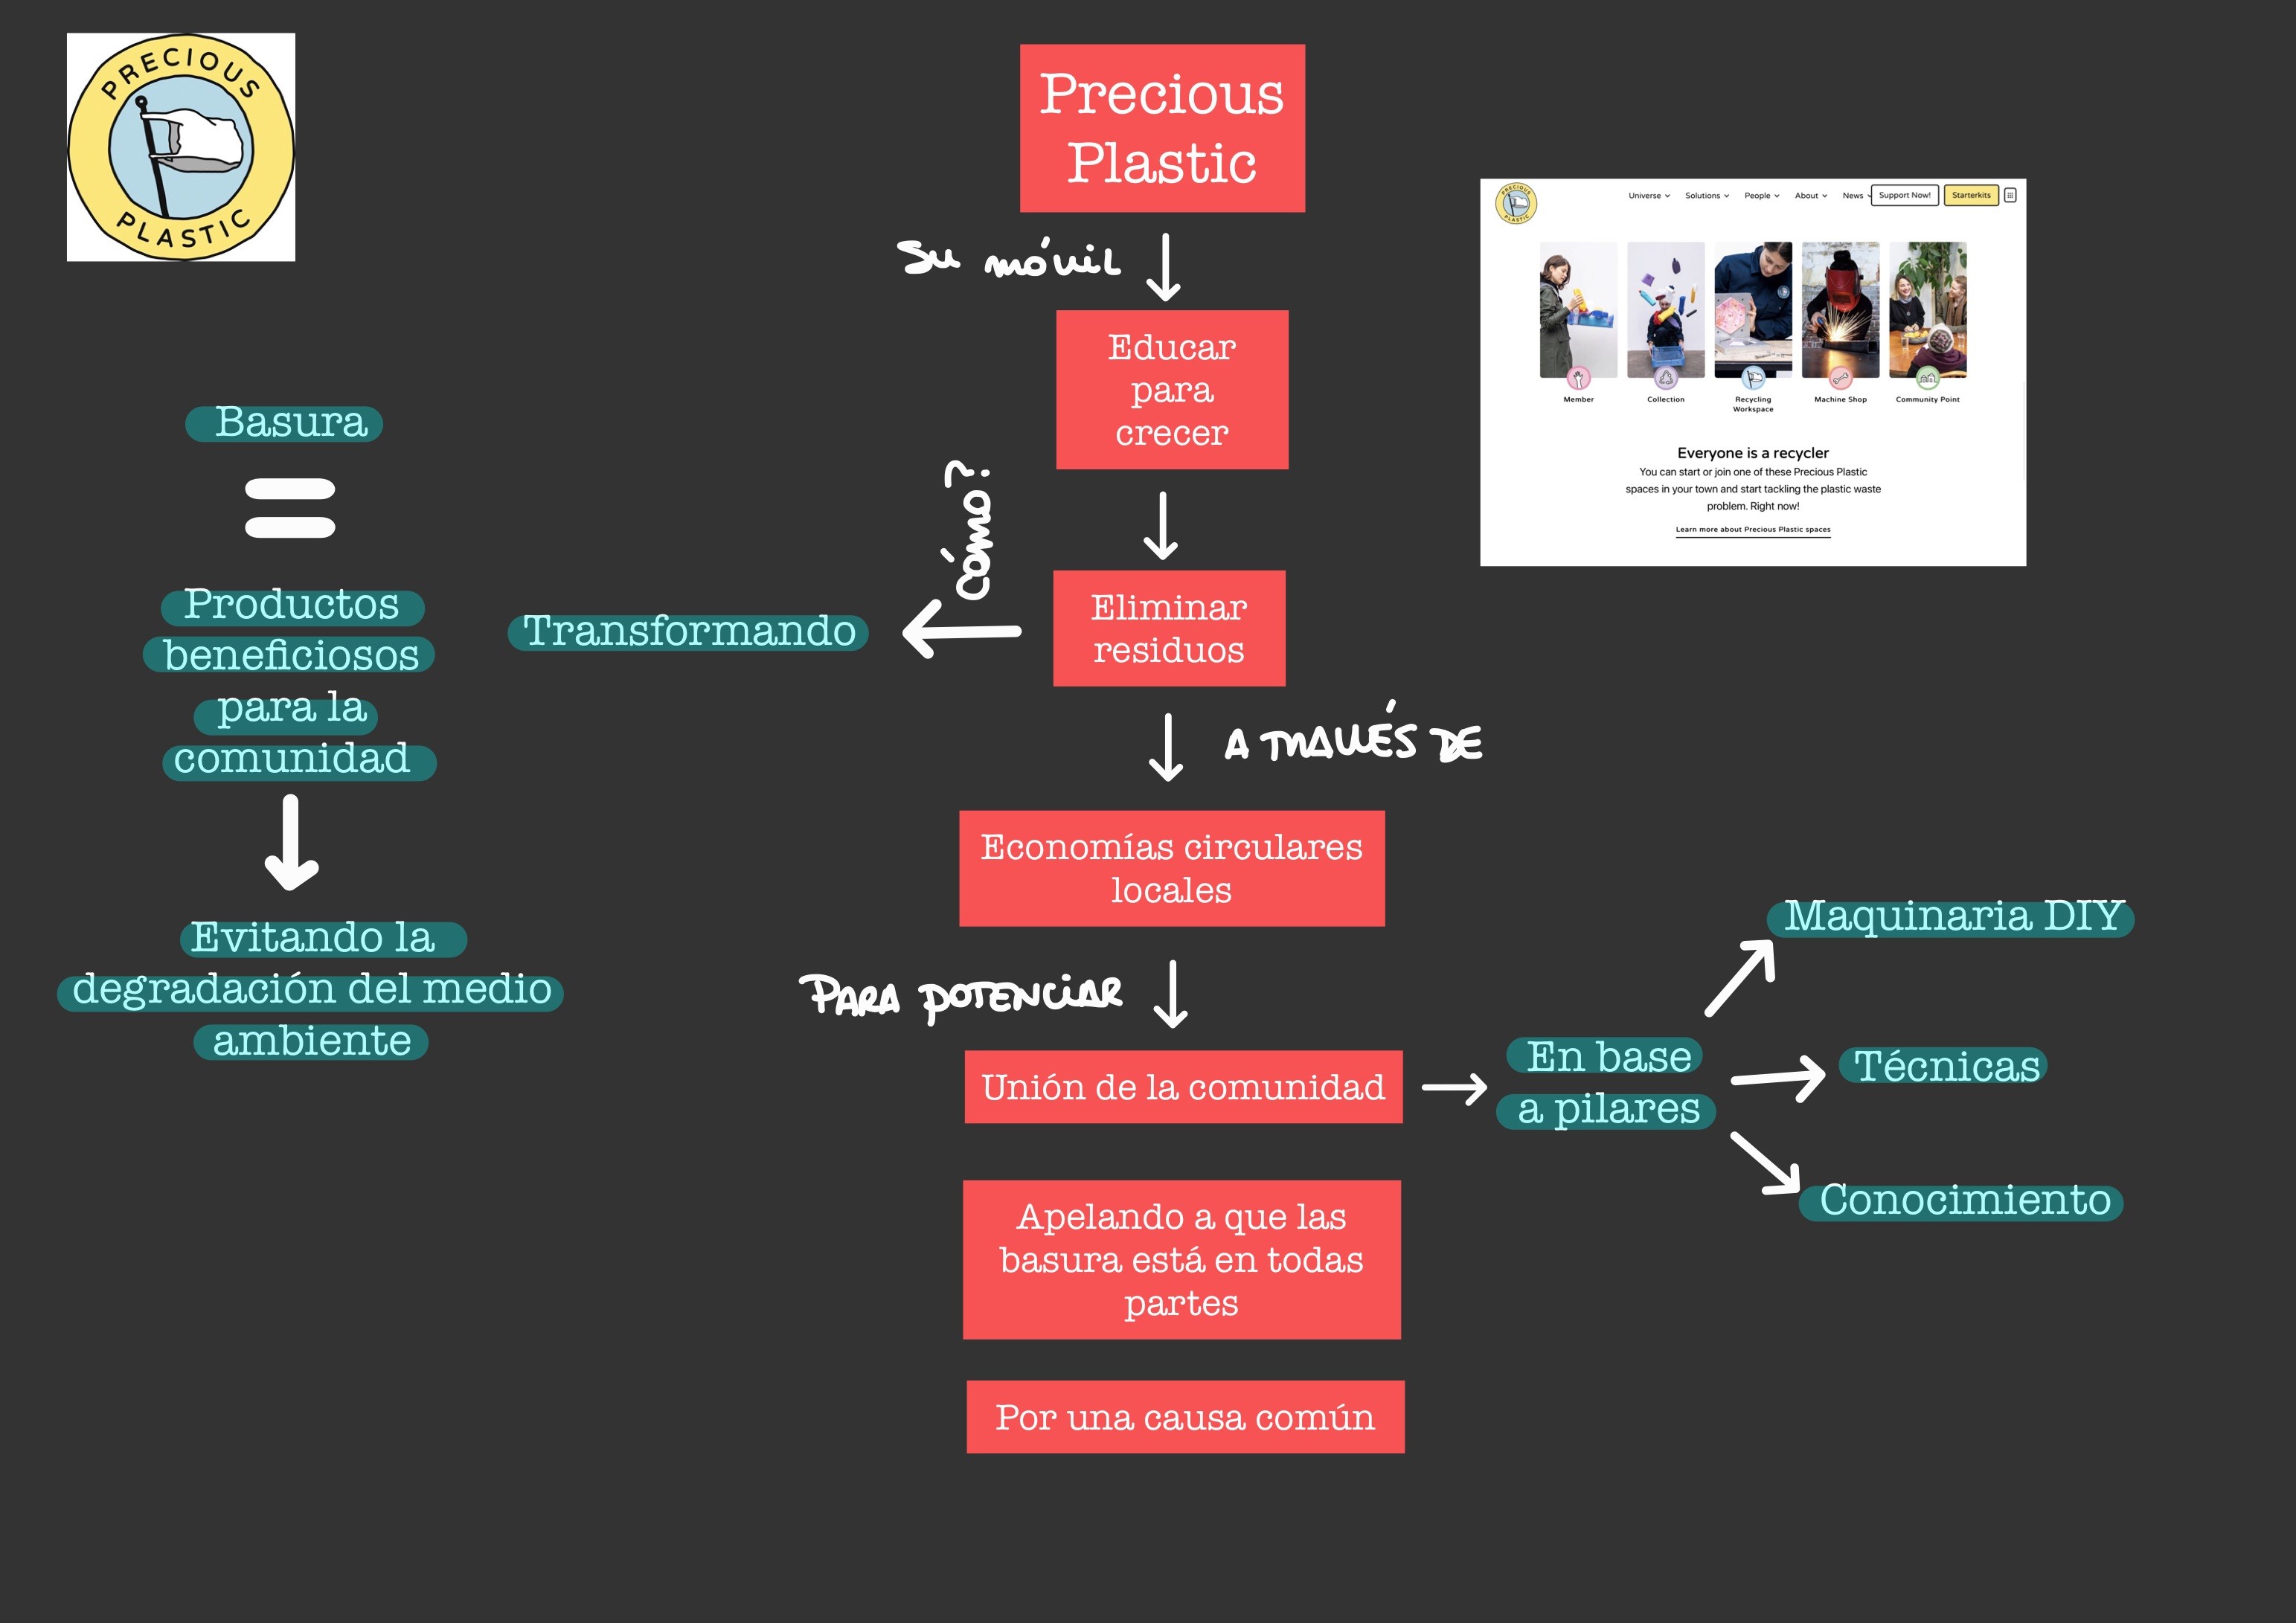 PRECIOUS
PLASTIC
Precious
Plastic
Su móvil
Educar
para
crecer
cómo?
Eliminar
residuos
Transformando
Basura
=
Productos
beneficiosos
para la
comunidad
Evitando la
degradación del medio
ambiente
A TRAVÉS DE
Economías circulares
locales
PARA POTENCIAR
Unión de la comunidad
En base
a pilares
Maquinaria DIY
Técnicas
Conocimiento
Apelando a que las
basura está en todas
partes
Por una causa común
PRECIOUS
PLASTIC
Universe Solutions People About News Support Now! Starterkits
Member Collection Recycling Workspace Machine Shop Community Point
Everyone is a recycler
You can start or join one of these Precious Plastic
spaces in your town and start tackling the plastic waste
problem. Right now!
Learn more about Precious Plastic spaces